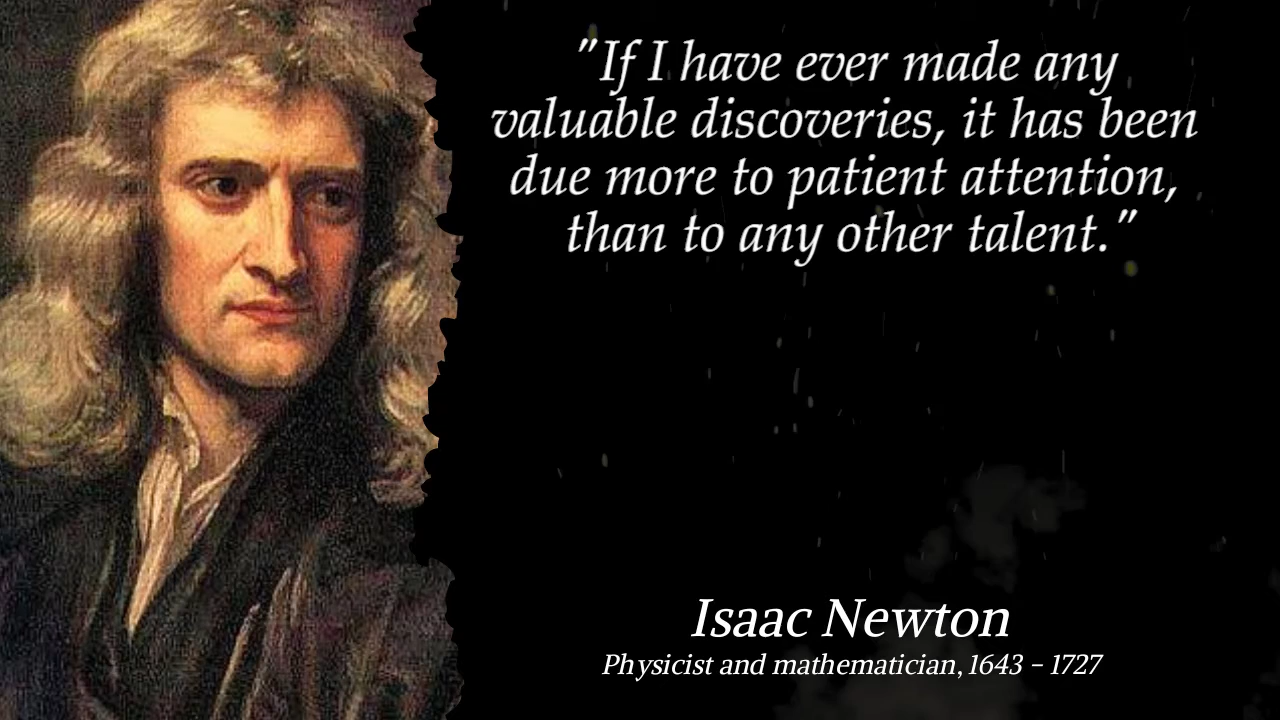 "If I have ever made any
valuable discoveries, it has been
due more to patient attention,
than to any other talent."
Isaac Newton
Physicist and mathematician, 1643 – 1727